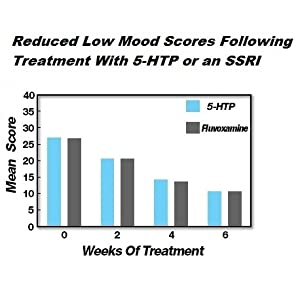 Reduced Low Mood Scores Following
Treatment With 5-HTP or an SSRI
40
35
30
25
20
15
10
5
0
Mean Score
5-HTP
Fluvoxamine
0 2 4 6
Weeks Of Treatment